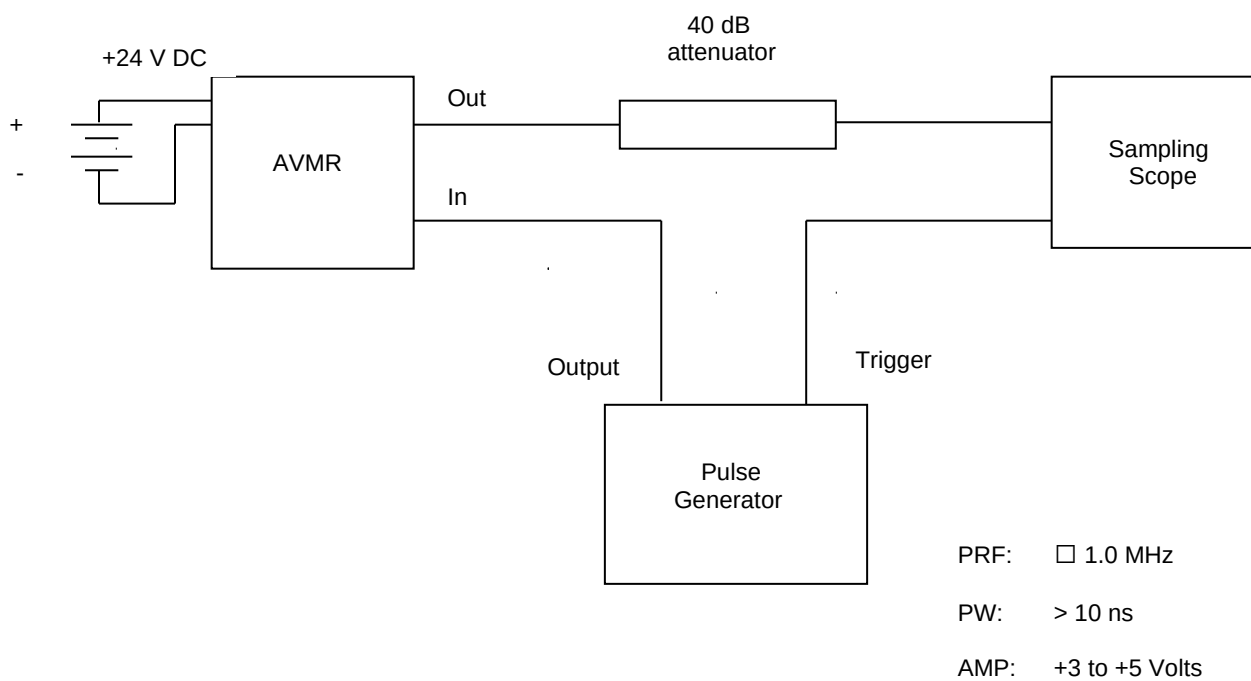 40 dB
attenuator
+24 V DC
Out
+
-
AVMR
Sampling
Scope
In
Output
Trigger
Pulse
Generator
PRF: □ 1.0 MHz
PW: > 10 ns
AMP: +3 to +5 Volts